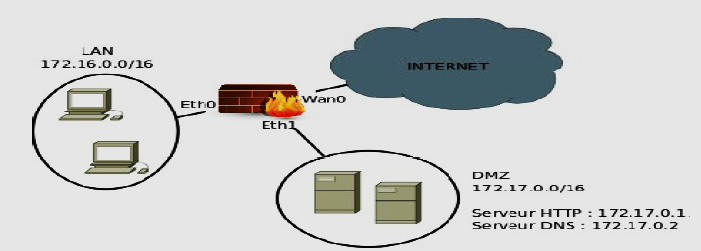 LAN
172.16.0.0/16
INTERNET
Eth0
Wan0
Eth1
DMZ
172.17.0.0/16
Serveur HTTP : 172.17.0.1
Serveur DNS : 172.17.0.2